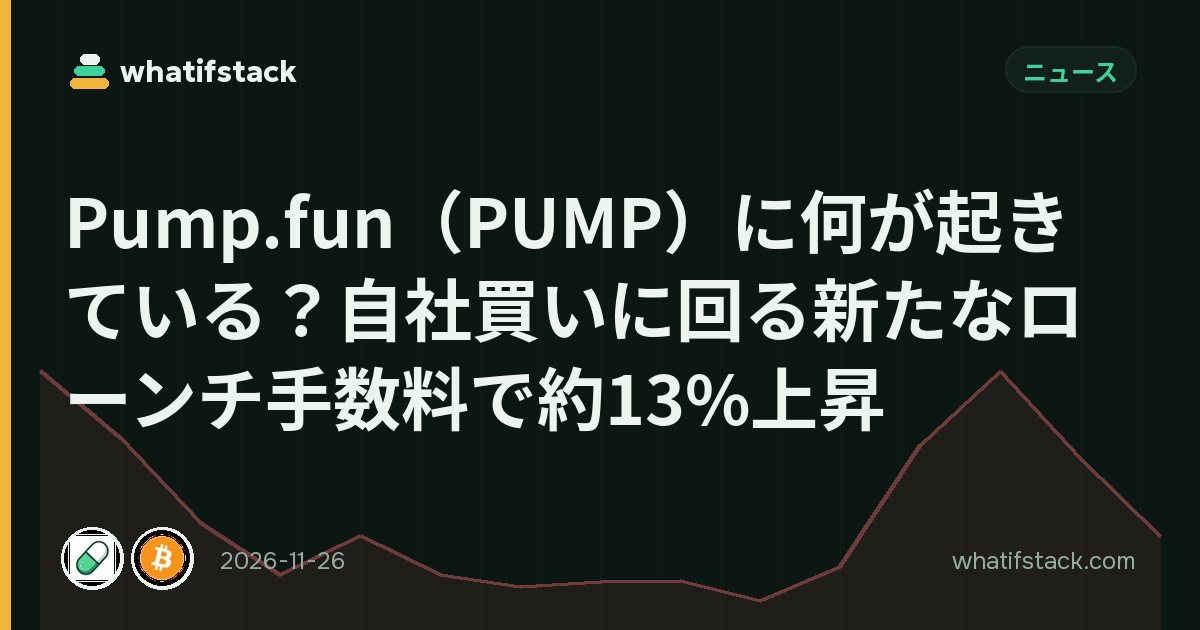 whatifstack
ニュース
Pump.fun（PUMP）に何が起き
ている？自社買いに回る新たなロ
ーンチ手数料で約13%上昇
2026-11-26
whatifstack.com